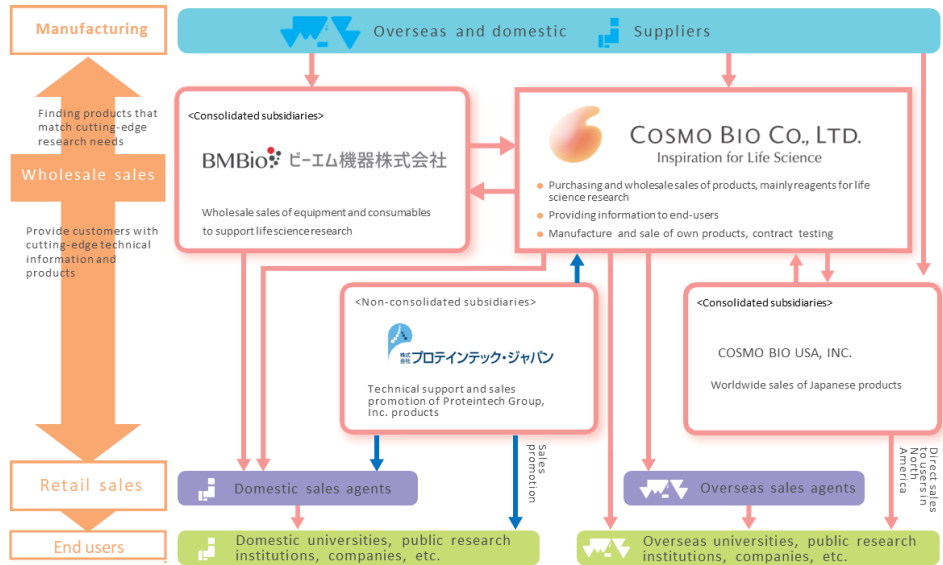 Manufacturing
Overseas and domestic
Suppliers
Finding products that
match cutting-edge
research needs
Wholesale sales
Provide customers with
cutting-edge technical
information and
products
<Consolidated subsidiaries>
BMBio ビーエム機器株式会社
Wholesale sales of equipment and consumables
to support life science research
COSMO BIO CO., LTD.
Inspiration for Life Science
Purchasing and wholesale sales of products, mainly reagents for life
science research
Providing information to end-users
Manufacture and sale of own products, contract testing
<Non-consolidated subsidiaries>
株式会社 プロテインテック・ジャパン
Technical support and sales
promotion of Proteintech Group,
Inc. products
<Consolidated subsidiaries>
COSMO BIO USA, INC.
Worldwide sales of Japanese products
Sales
promotion
Direct sales
to users in
North
America
Retail sales
Domestic sales agents
Overseas sales agents
End users
Domestic universities, public research
institutions, companies, etc.
Overseas universities, public research
institutions, companies, etc.